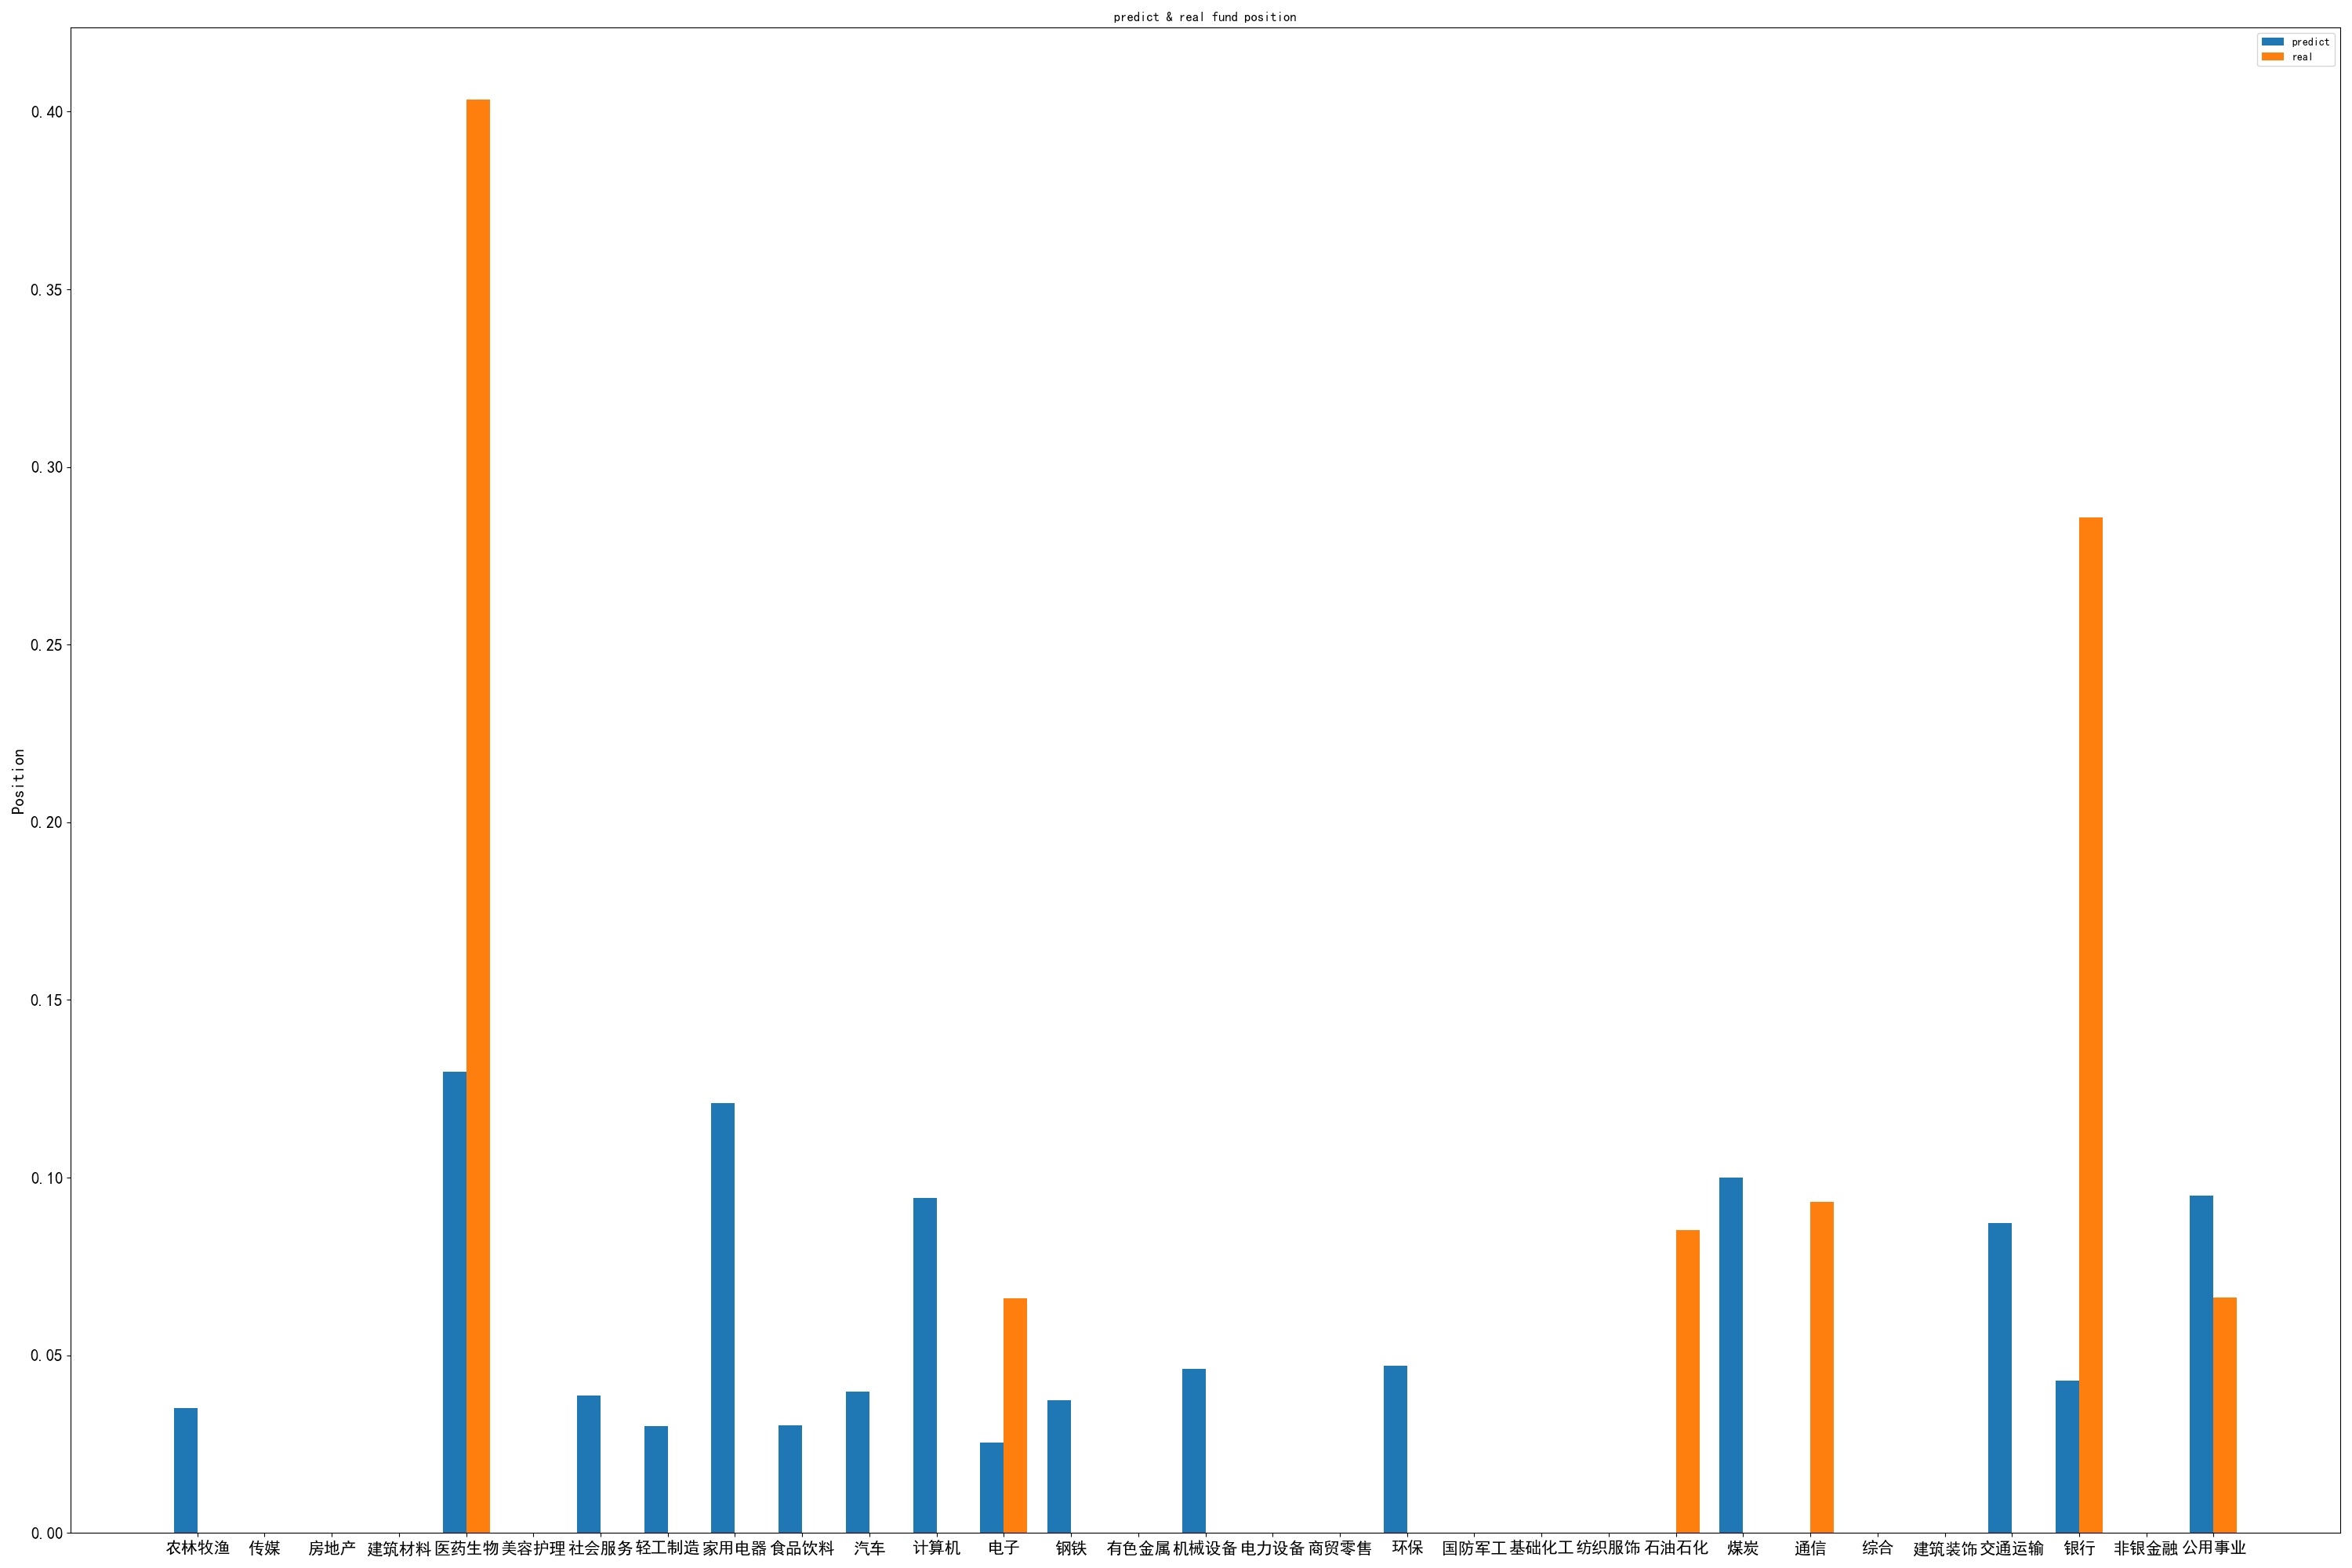 predict & real fund position
predict
real
0.40
0.35
0.30
0.25
0.20
0.15
0.10
0.05
0.00
Position
农林牧渔 传媒 房地产 建筑材料 医药生物 美容护理 社会服务 轻工制造 家用电器 食品饮料 汽车 计算机 电子 钢铁 有色金属 机械设备 电力设备 商贸零售 环保 国防军工 基础化工 纺织服饰 石油石化 煤炭 通信 综合 建筑装饰 交通运输 银行 非银金融 公用事业